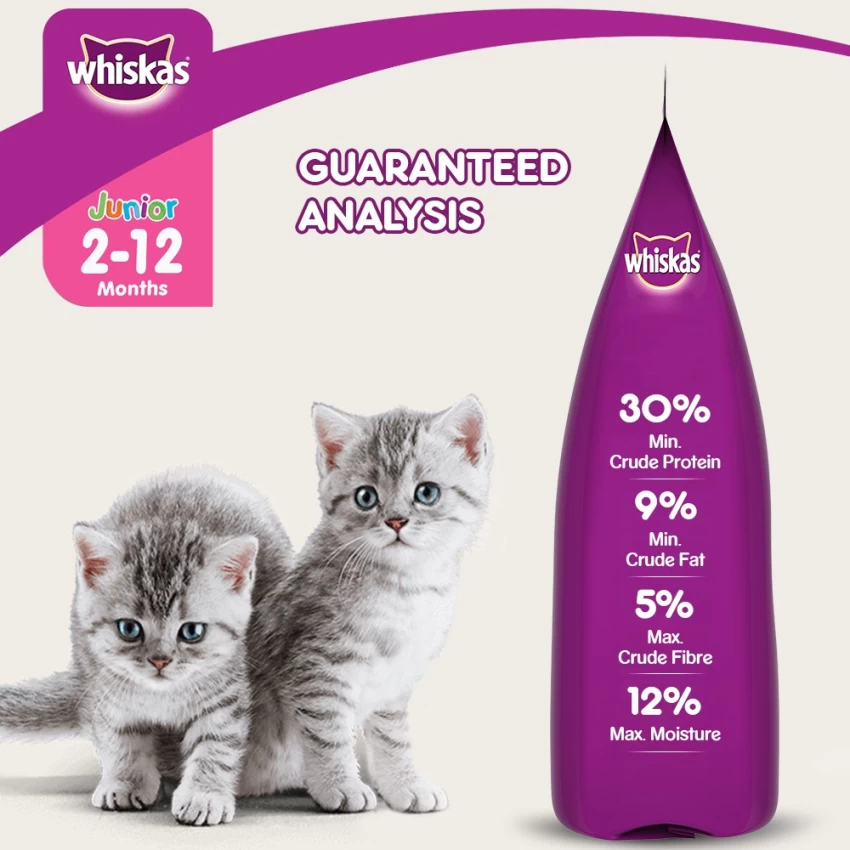 whiskas
Junior
2-12
Months
GUARANTEED
ANALYSIS
whiskas
30%
Min.
Crude Protein
9%
Min.
Crude Fat
5%
Max.
Crude Fibre
12%
Max. Moisture